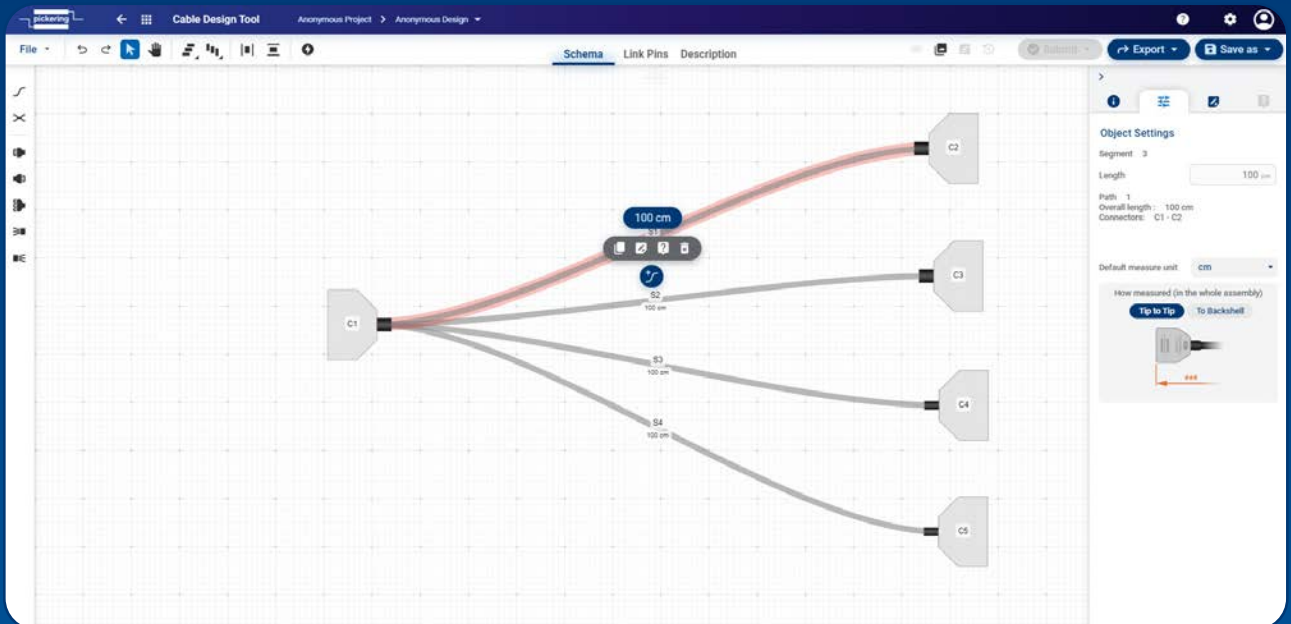 pickering
Cable Design Tool
Anonymous Project > Anonymous Design
File
Schema
Link Pins
Description
Submit
Export
Save as
Object Settings
Segment 3
Length 100 cm
Path 1
Overall length : 100 cm
Connectors: C1 - C2
Default measure unit cm
How measured (in the whole assembly)
Tip to Tip
To Backshell
###
C2
100 cm
S1
C3
S2
100 cm
C1
S3
100 cm
C4
S4
100 cm
C5